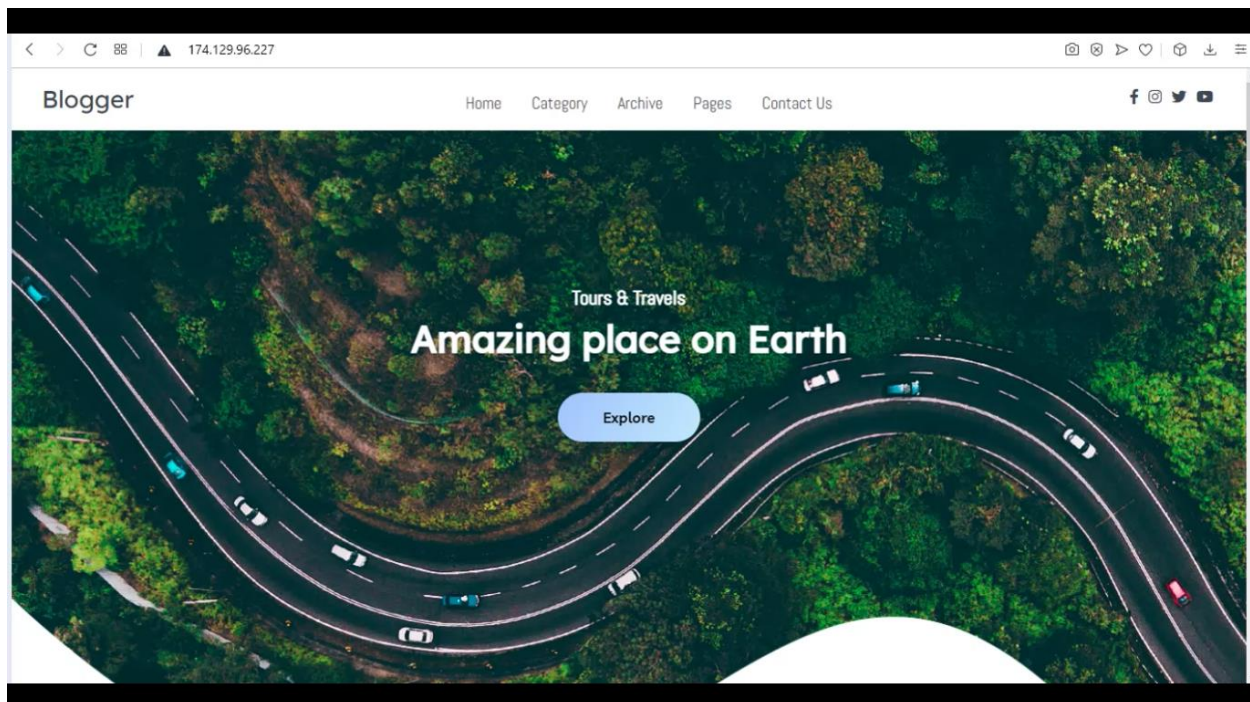 174.129.96.227
Blogger
Home Category Archive Pages Contact Us
Tours & Travels
Amazing place on Earth
Explore